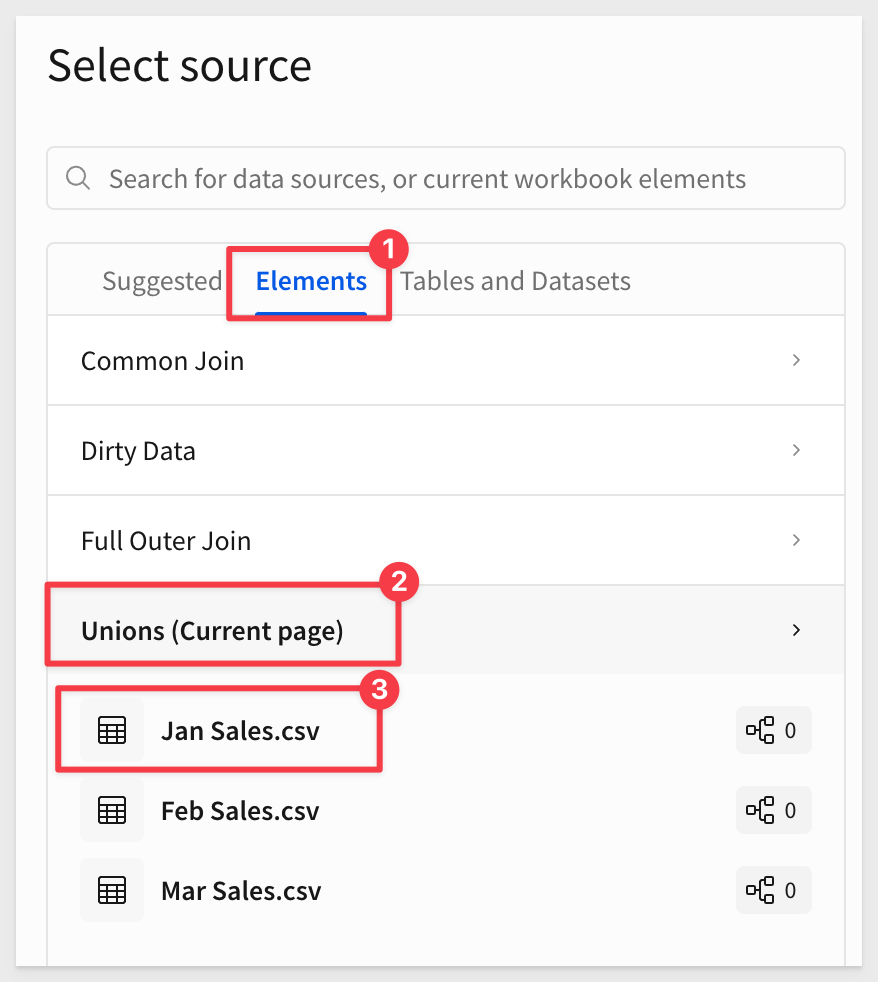 Select source
Search for data sources, or current workbook elements
1
Suggested Elements Tables and Datasets
Common Join
Dirty Data
Full Outer Join
2
Unions (Current page)
3
Jan Sales.csv 0
Feb Sales.csv 0
Mar Sales.csv 0